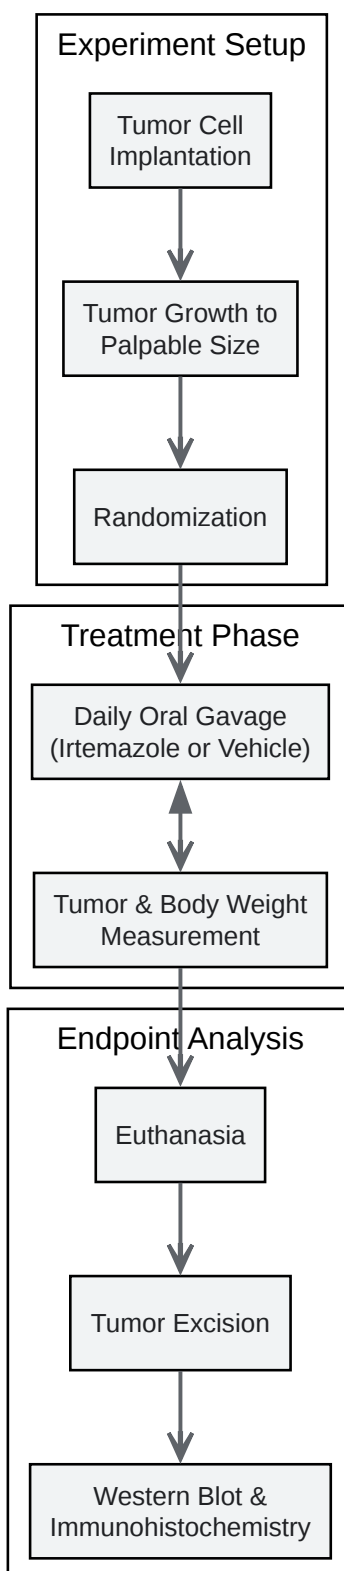 Experiment Setup
Tumor Cell
Implantation
Tumor Growth to
Palpable Size
Randomization
Treatment Phase
Daily Oral Gavage
(Irtemazole or Vehicle)
Tumor & Body Weight
Measurement
Endpoint Analysis
Euthanasia
Tumor Excision
Western Blot &
Immunohistochemistry